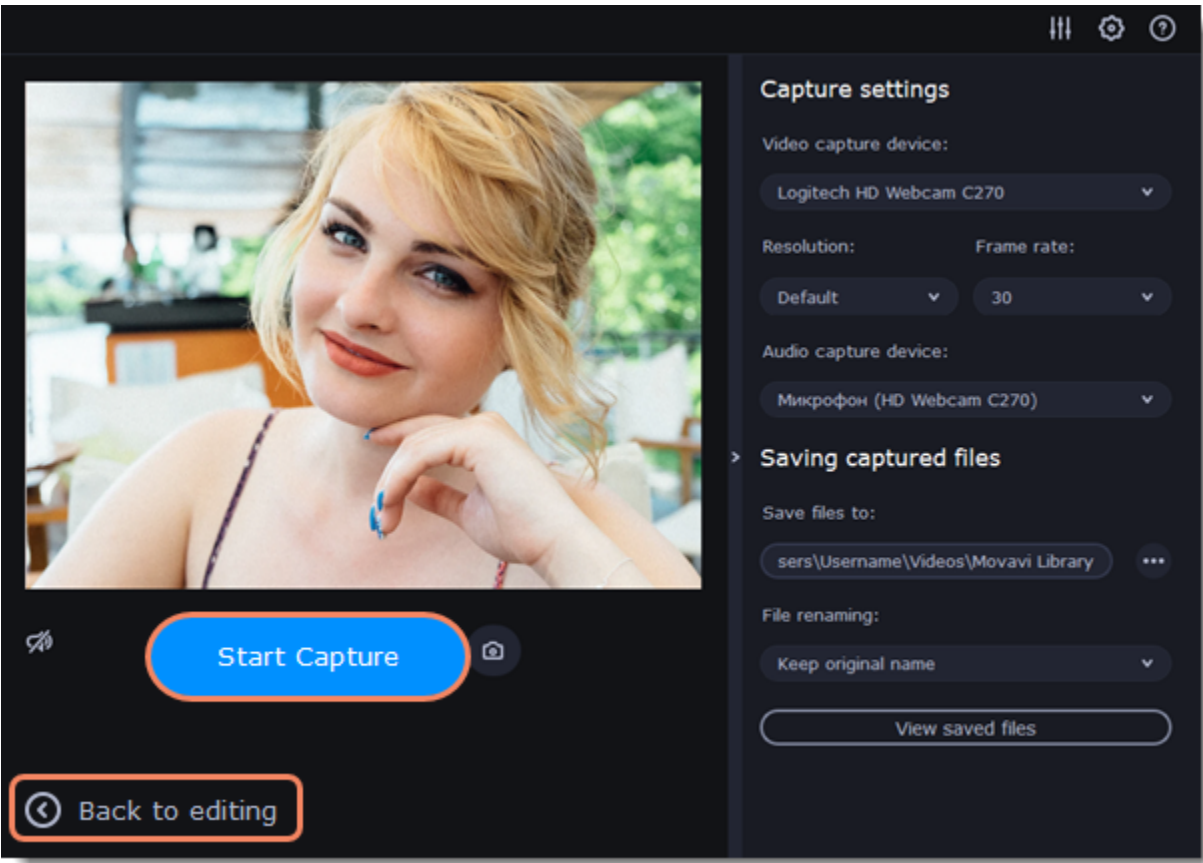 Capture settings
Video capture device:
Logitech HD Webcam C270
Resolution: Frame rate:
Default 30
Audio capture device:
Микрофон (HD Webcam C270)
Saving captured files
Save files to:
sers\Username\Videos\Movavi Library
File renaming:
Start Capture
Keep original name
View saved files
Back to editing